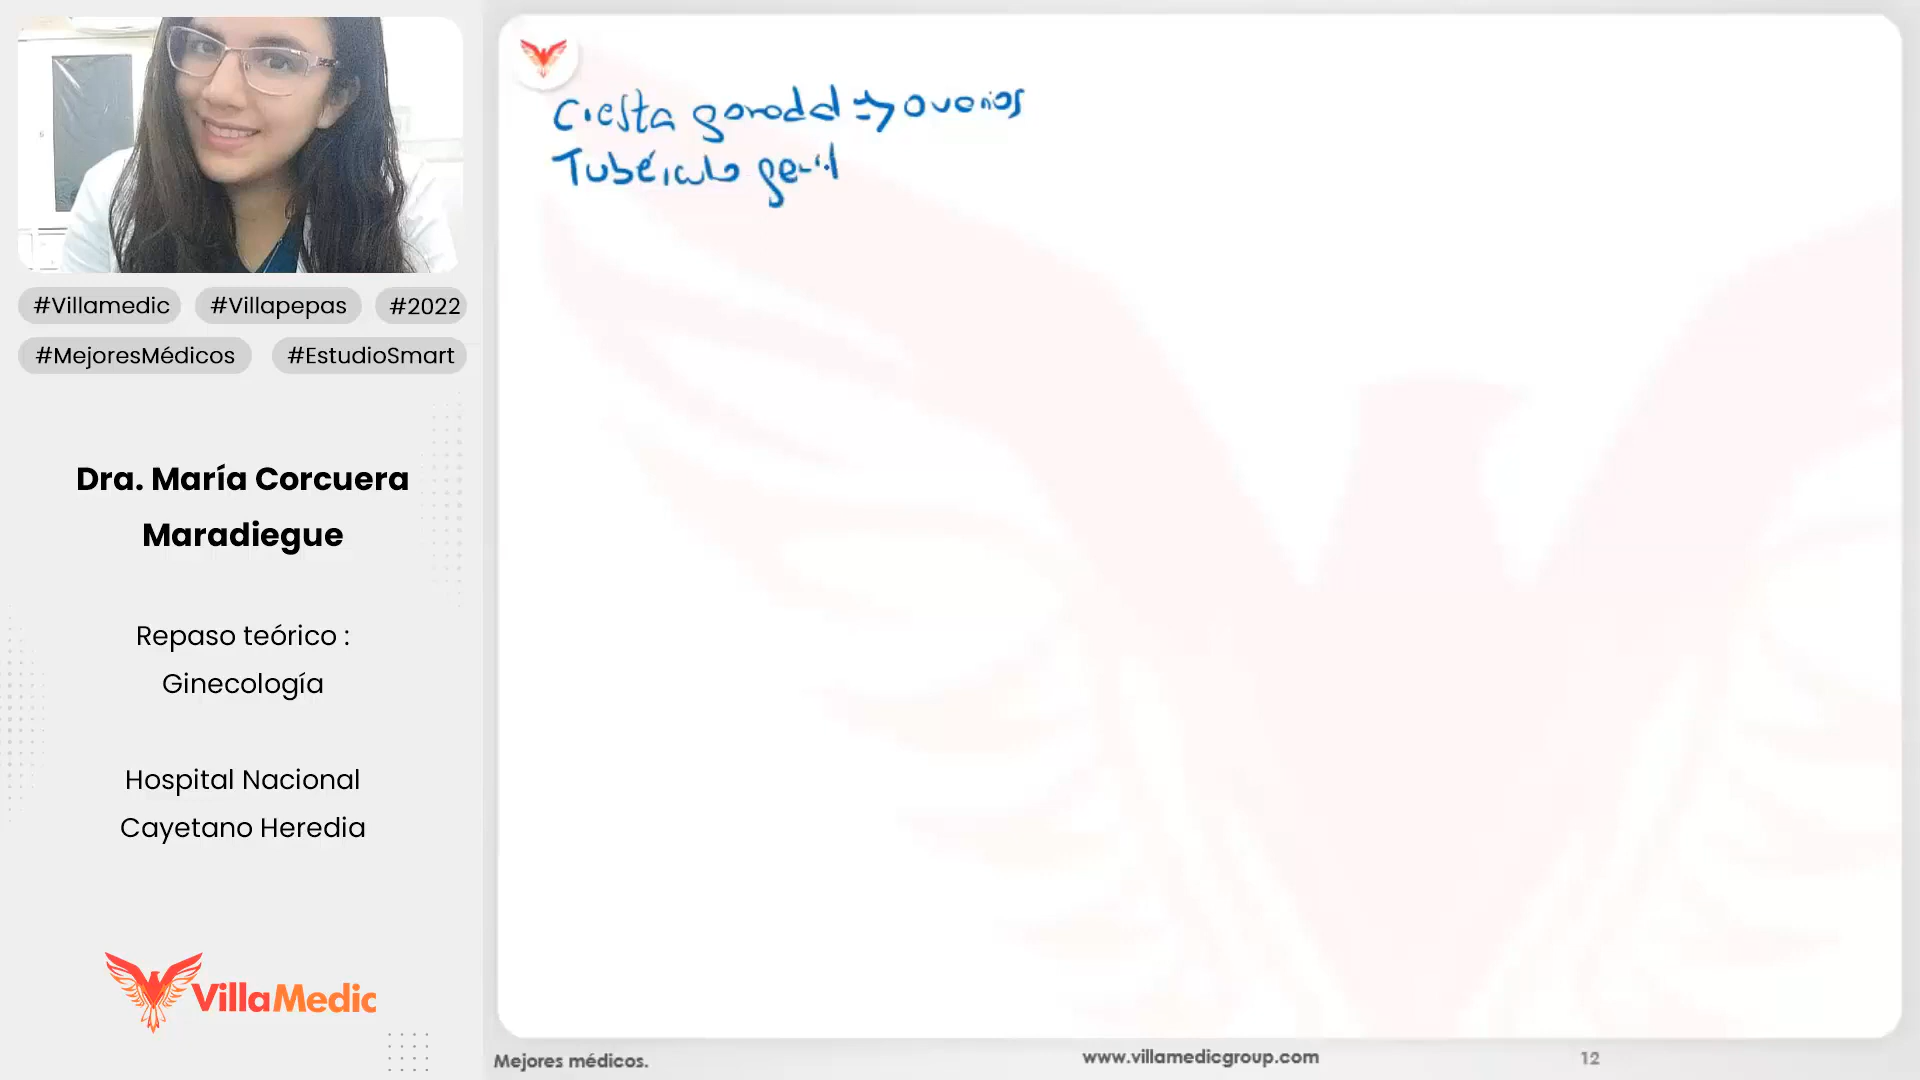 #Villamedic #Villapepas #2022
#MejoresMédicos #EstudioSmart
Dra. María Corcuera
Maradiegue
Repaso teórico :
Ginecología
Hospital Nacional
Cayetano Heredia
VillaMedic
Cresta gonadal => ovarios
Tubérculo genital
Mejores médicos.
www.villamedicgroup.com
12